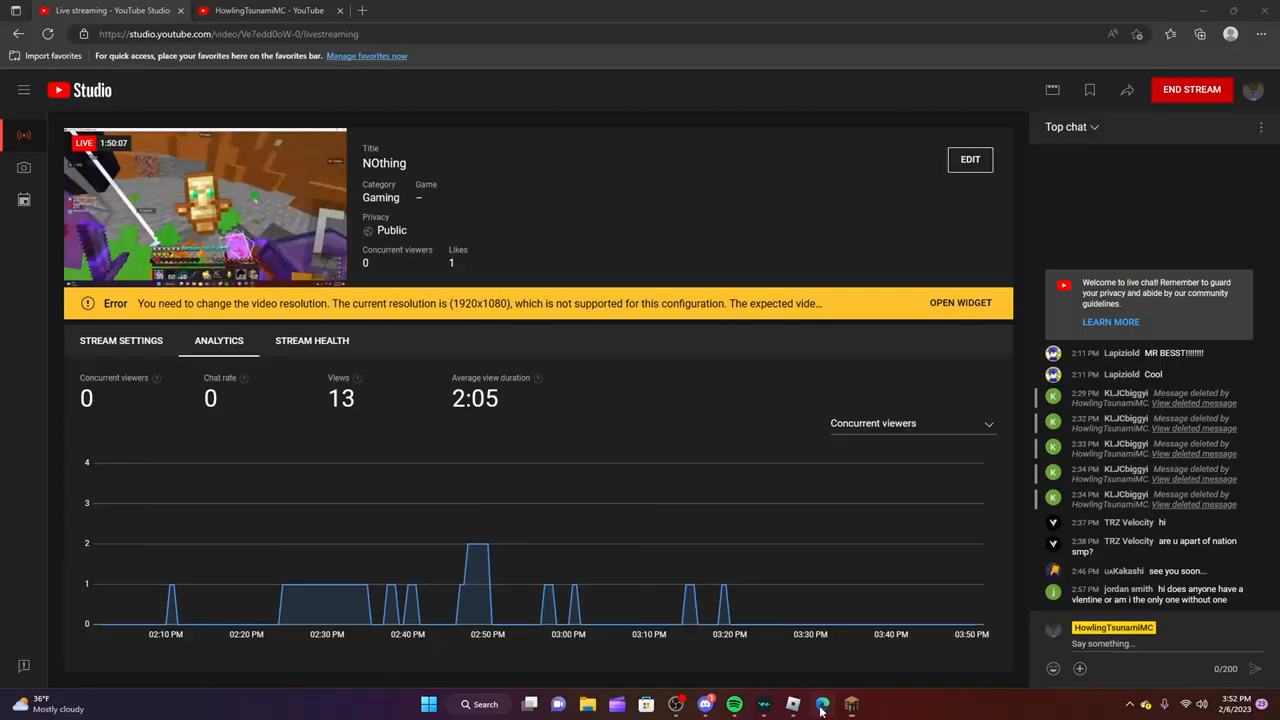 Live streaming - YouTube Studio
HowlingTsunamiMC - YouTube
https://studio.youtube.com/video/Ve7edd0oW-0/livestreaming
Import favorites
For quick access, place your favorites here on the favorites bar. Manage favorites now
Studio
END STREAM
LIVE 1:50:07
Title
NOthing
Category Game
Gaming –
Privacy
Public
Concurrent viewers Likes
0 1
EDIT
Error You need to change the video resolution. The current resolution is (1920x1080), which is not supported for this configuration. The expected vide...
OPEN WIDGET
STREAM SETTINGS ANALYTICS STREAM HEALTH
Concurrent viewers Chat rate Views Average view duration
0 0 13 2:05
Concurrent viewers
4
3
2
1
0
02:10 PM 02:20 PM 02:30 PM 02:40 PM 02:50 PM 03:00 PM 03:10 PM 03:20 PM 03:30 PM 03:40 PM 03:50 PM
Top chat
Welcome to live chat! Remember to guard
your privacy and abide by our community
guidelines.
LEARN MORE
2:11 PM Lapiziold MR BESST!!!!!!!!
2:11 PM Lapiziold Cool
2:29 PM KLJCbiggyi Message deleted by
HowlingTsunamiMC. View deleted message
2:32 PM KLJCbiggyi Message deleted by
HowlingTsunamiMC. View deleted message
2:33 PM KLJCbiggyi Message deleted by
HowlingTsunamiMC. View deleted message
2:34 PM KLJCbiggyi Message deleted by
HowlingTsunamiMC. View deleted message
2:34 PM KLJCbiggyi Message deleted by
HowlingTsunamiMC. View deleted message
2:37 PM TRZ Velocity hi
2:38 PM TRZ Velocity are u apart of nation
smp?
2:46 PM uᴀKakashi see you soon...
2:57 PM jordan smith hi does anyone have a
vlentine or am i the only one without one
HowlingTsunamiMC
Say something...
0/200
36°F
Mostly cloudy
Search
1
3:52 PM
2/6/2023
23